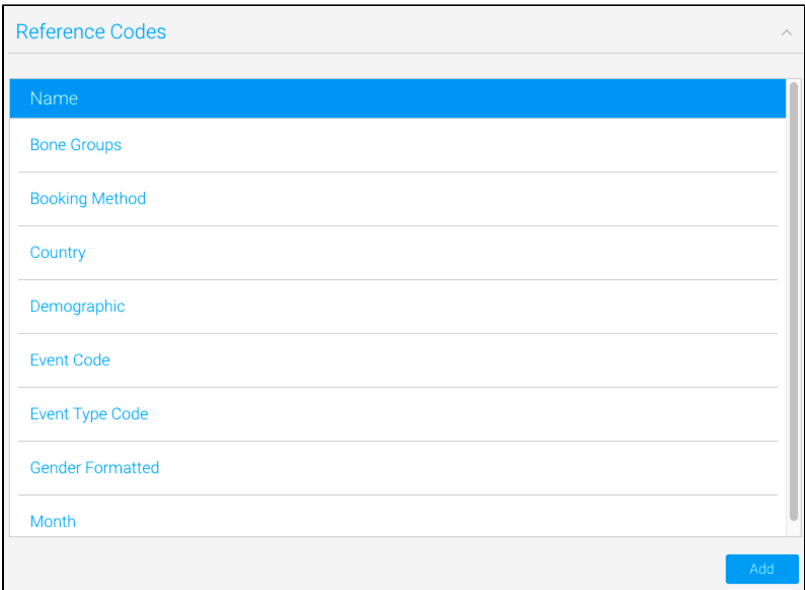 Reference Codes
Name
Bone Groups
Booking Method
Country
Demographic
Event Code
Event Type Code
Gender Formatted
Month
Add